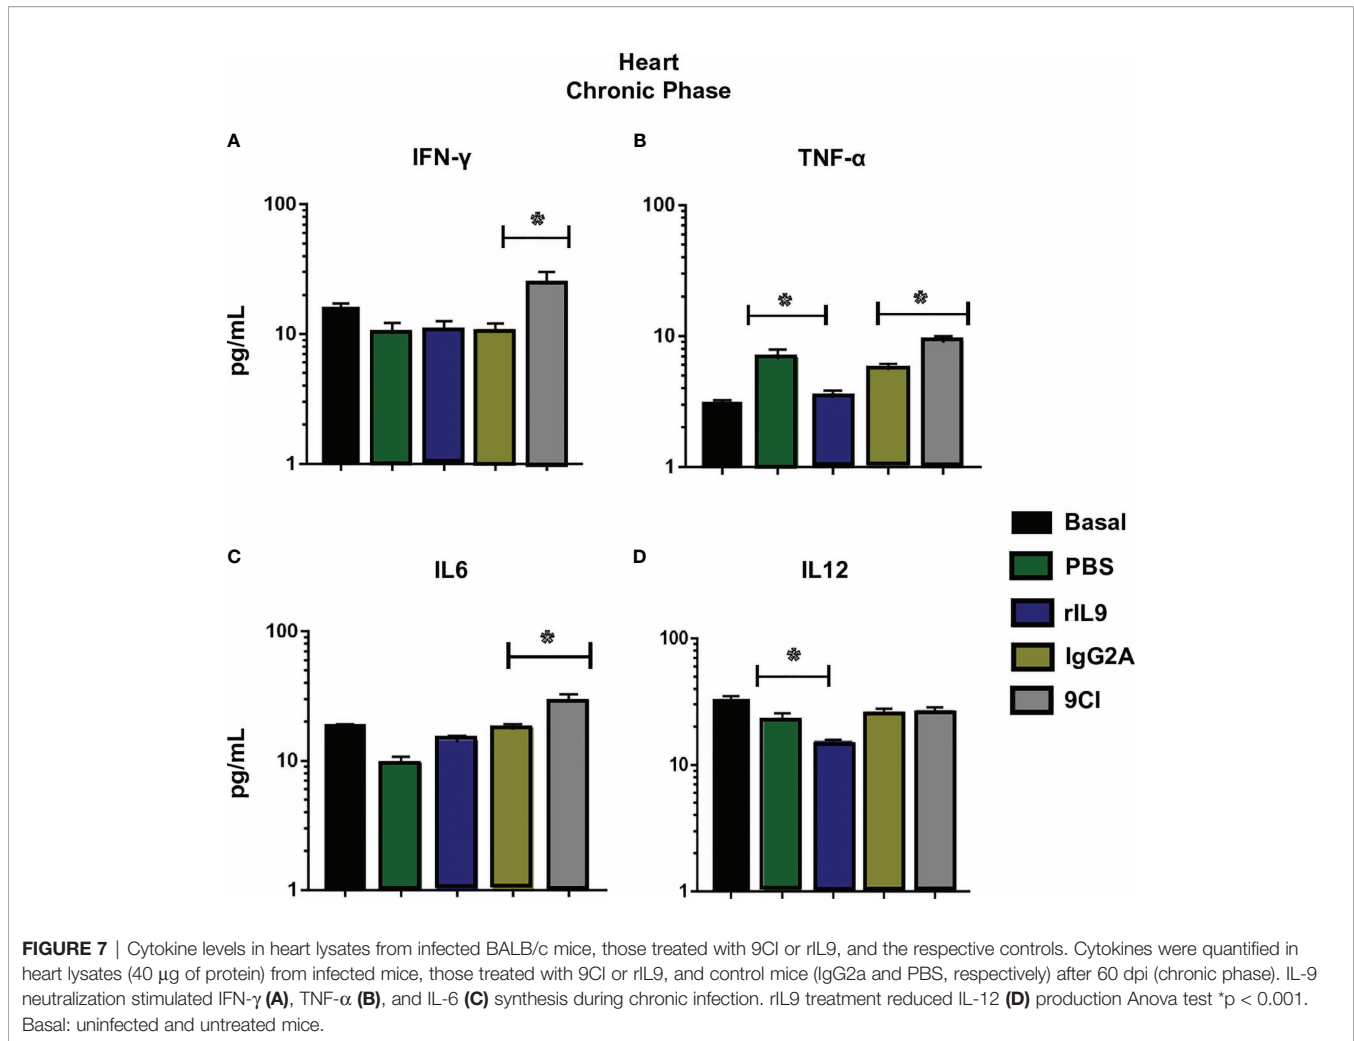 Heart
Chronic Phase
A
IFN-γ
100
10
1
pg/mL
*
B
TNF-α
100
10
1
*
*
C
IL6
100
10
1
pg/mL
*
D
IL12
100
10
1
*
Basal
PBS
rIL9
IgG2A
9CI
FIGURE 7 | Cytokine levels in heart lysates from infected BALB/c mice, those treated with 9Cl or rIL9, and the respective controls. Cytokines were quantified in
heart lysates (40 μg of protein) from infected mice, those treated with 9Cl or rIL9, and control mice (IgG2a and PBS, respectively) after 60 dpi (chronic phase). IL-9
neutralization stimulated IFN-γ (A), TNF-α (B), and IL-6 (C) synthesis during chronic infection. rIL9 treatment reduced IL-12 (D) production Anova test *p < 0.001.
Basal: uninfected and untreated mice.